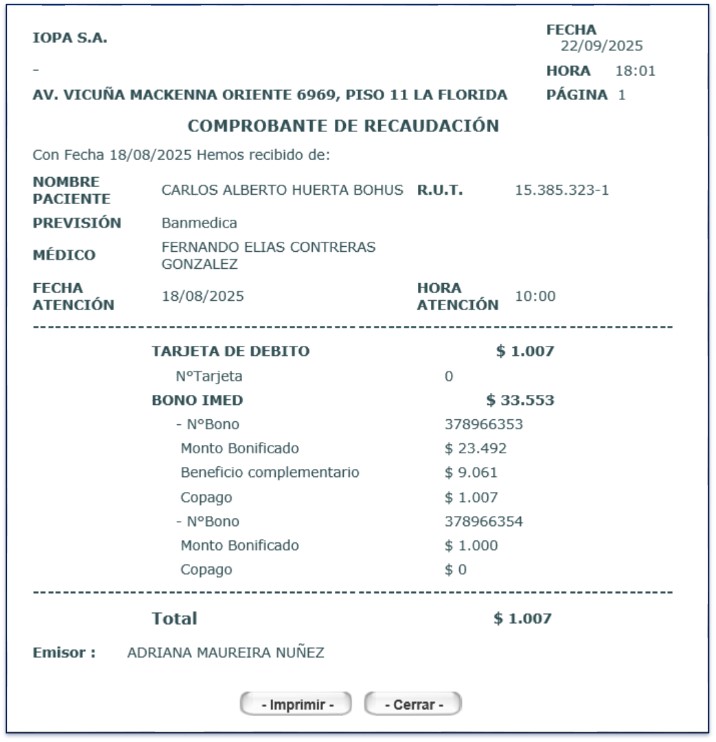 IOPA S.A.
FECHA
22/09/2025
-
HORA 18:01
AV. VICUÑA MACKENNA ORIENTE 6969, PISO 11 LA FLORIDA PÁGINA 1
COMPROBANTE DE RECAUDACIÓN
Con Fecha 18/08/2025 Hemos recibido de:
NOMBRE
PACIENTE CARLOS ALBERTO HUERTA BOHUS R.U.T. 15.385.323-1
PREVISIÓN Banmedica
MÉDICO FERNANDO ELIAS CONTRERAS
GONZALEZ
FECHA
ATENCIÓN 18/08/2025 HORA
ATENCIÓN 10:00
TARJETA DE DEBITO $ 1.007
NºTarjeta 0
BONO IMED $ 33.553
- NºBono 378966353
Monto Bonificado $ 23.492
Beneficio complementario $ 9.061
Copago $ 1.007
- NºBono 378966354
Monto Bonificado $ 1.000
Copago $ 0
Total $ 1.007
Emisor : ADRIANA MAUREIRA NUÑEZ
- Imprimir - - Cerrar -